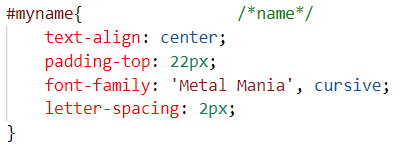 #myname{ /*name*/
text-align: center;
padding-top: 22px;
font-family: 'Metal Mania', cursive;
letter-spacing: 2px;
}